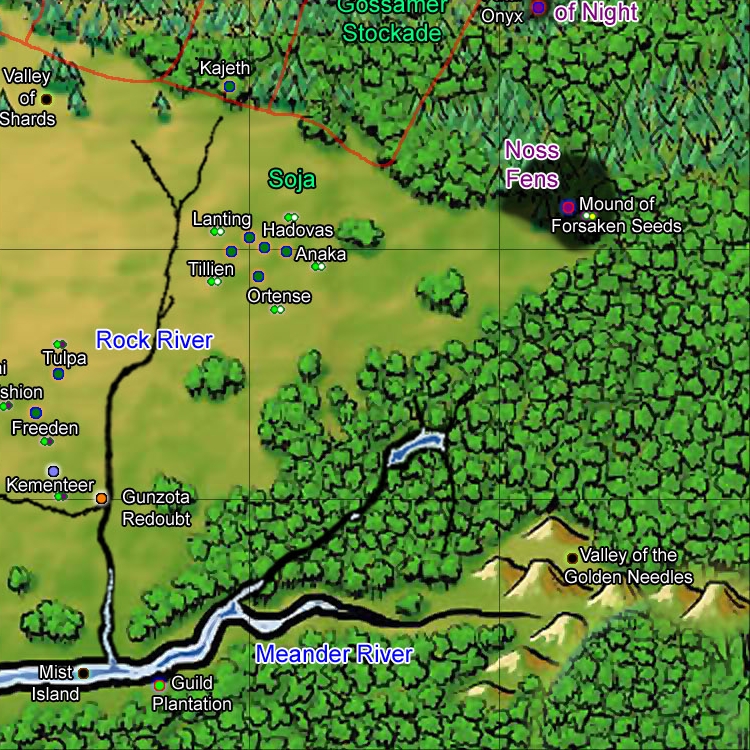 Gossamer
Stockade
Onyx
of Night
Valley
of
Shards
Kajeth
Noss
Fens
Soja
Mound of
Forsaken Seeds
Lanting
Hadovas
Anaka
Tillien
Ortense
Rock River
Tulpa
shion
Freeden
Kementeer
Gunzota
Redoubt
Valley of the
Golden Needles
Meander River
Mist
Island
Guild
Plantation